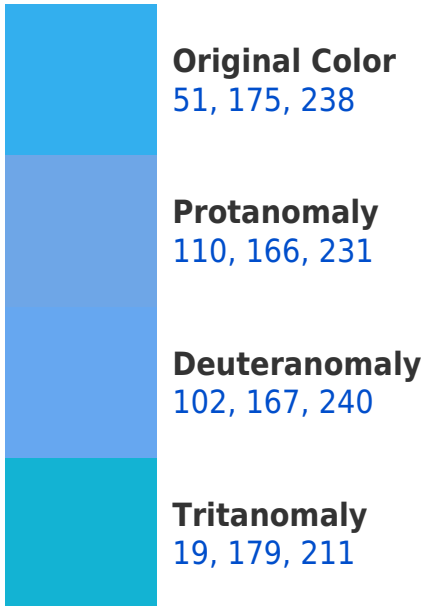 Original Color
51, 175, 238
Protanomaly
110, 166, 231
Deuteranomaly
102, 167, 240
Tritanomaly
19, 179, 211